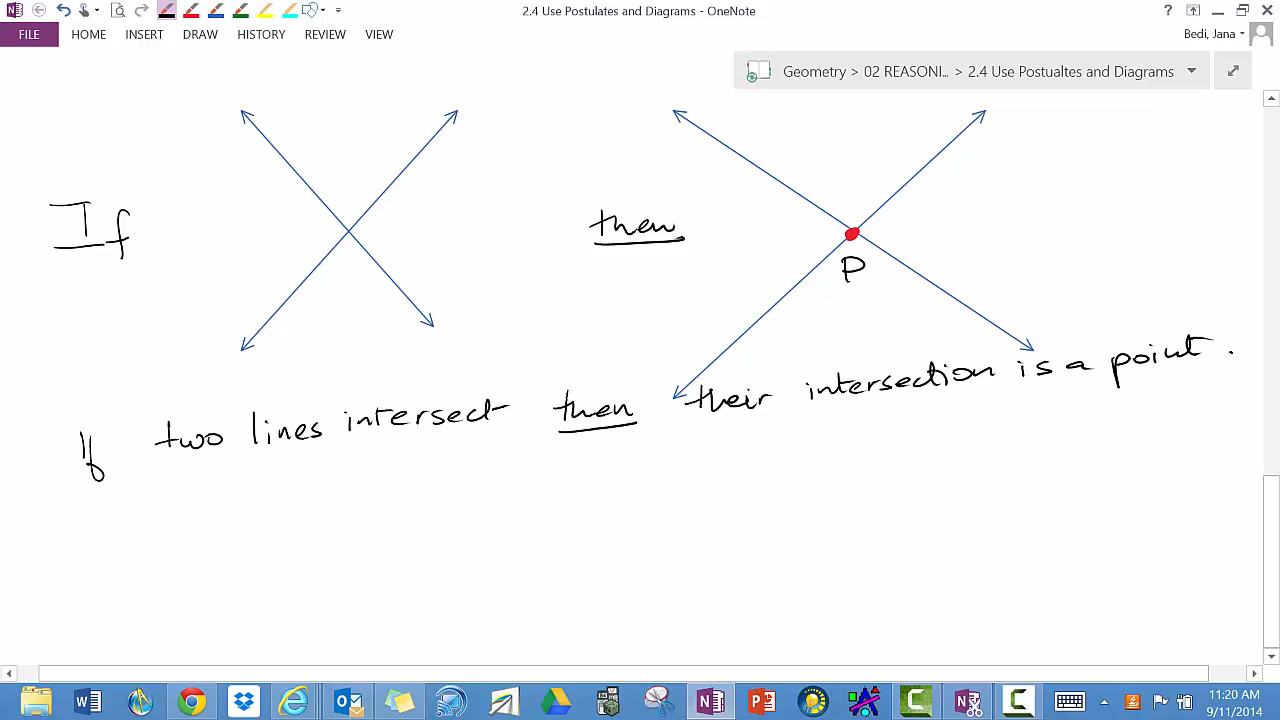 2.4 Use Postulates and Diagrams - OneNote
?
FILE HOME INSERT DRAW HISTORY REVIEW VIEW
Bedi, Jana
Geometry > 02 REASONI... > 2.4 Use Postualtes and Diagrams
If then
P
If two lines intersect then their intersection is a point.
11:20 AM
9/11/2014